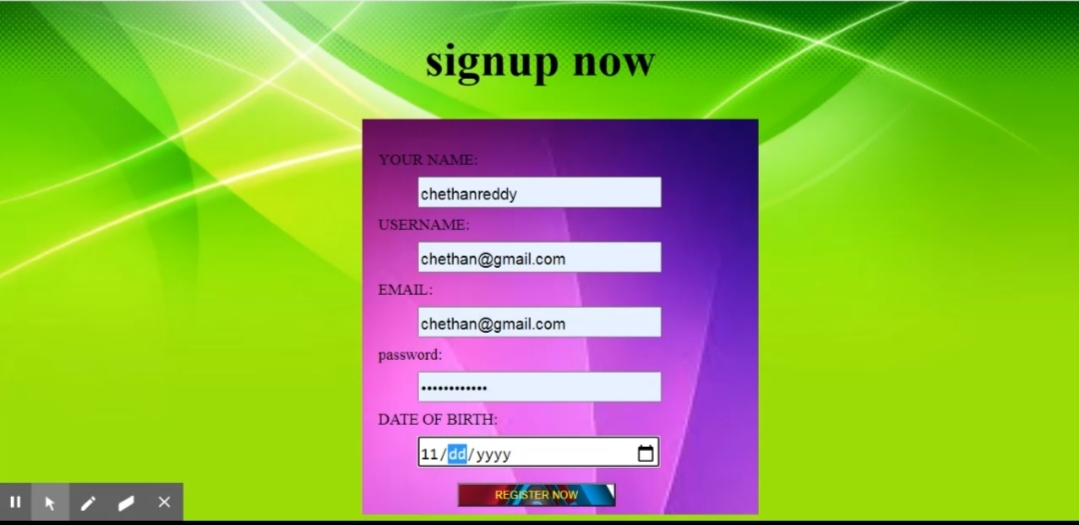 signup now
YOUR NAME:
chethanreddy
USERNAME:
chethan@gmail.com
EMAIL:
chethan@gmail.com
password:
••••••••••••
DATE OF BIRTH:
11/dd/yyyy
REGISTER NOW